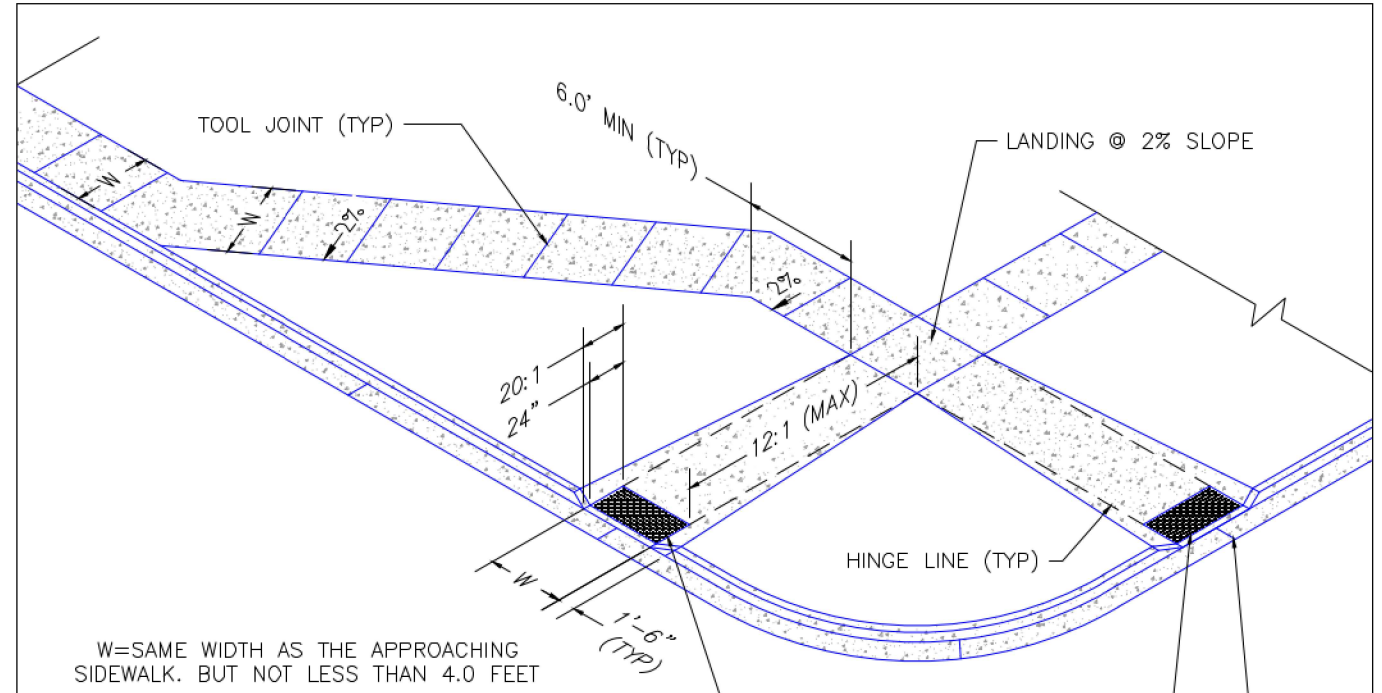 6.0' MIN (TYP)
TOOL JOINT (TYP)
LANDING @ 2% SLOPE
W
W
2%
2%
20:1
24"
12:1 (MAX)
HINGE LINE (TYP)
W
1'-6"
(TYP)
W=SAME WIDTH AS THE APPROACHING
SIDEWALK. BUT NOT LESS THAN 4.0 FEET